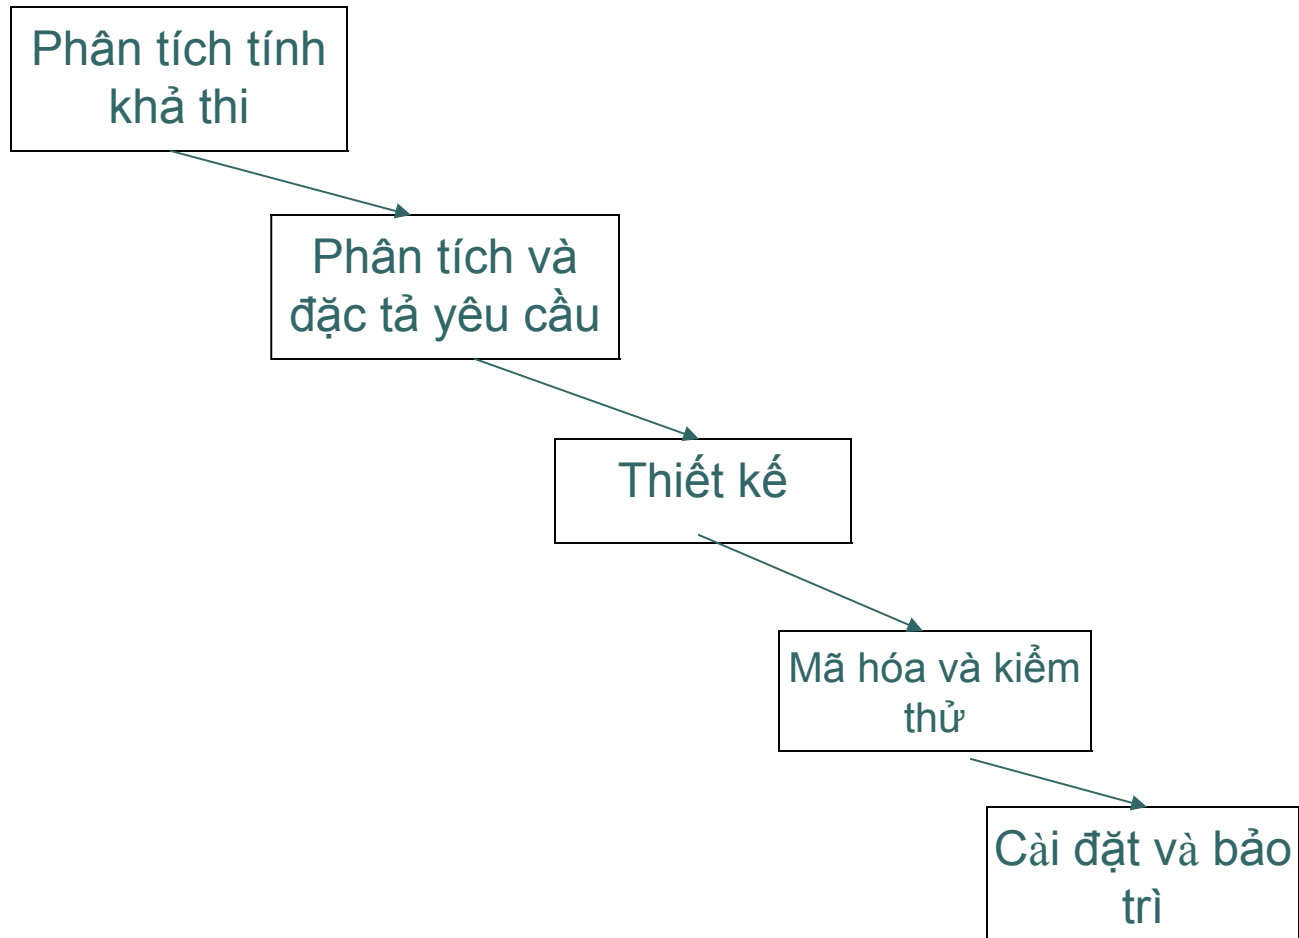 Phân tích tính
khả thi
Phân tích và
đặc tả yêu cầu
Thiết kế
Mã hóa và kiểm
thử
Cài đặt và bảo
trì